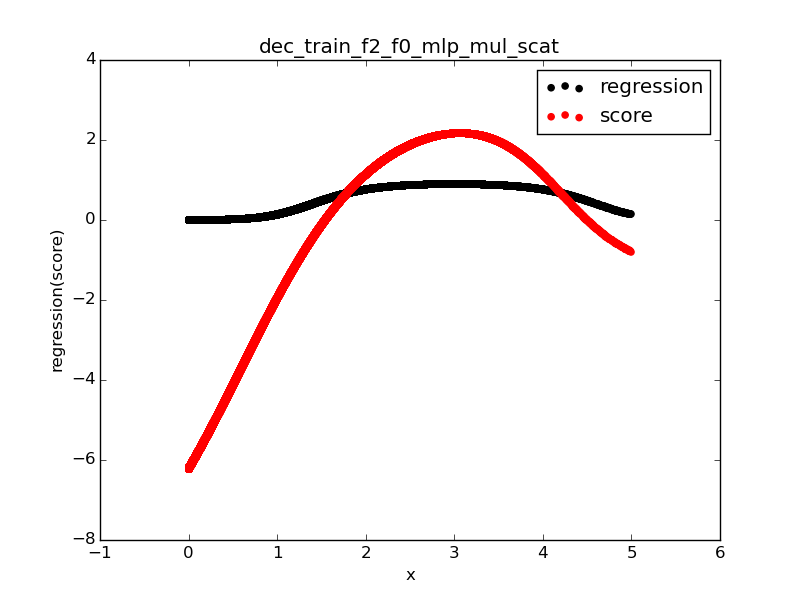 dec_train_f2_f0_mlp_mul_scat
regression
score
4
2
0
−2
−4
−6
−8
regression(score)
−1 0 1 2 3 4 5 6
x